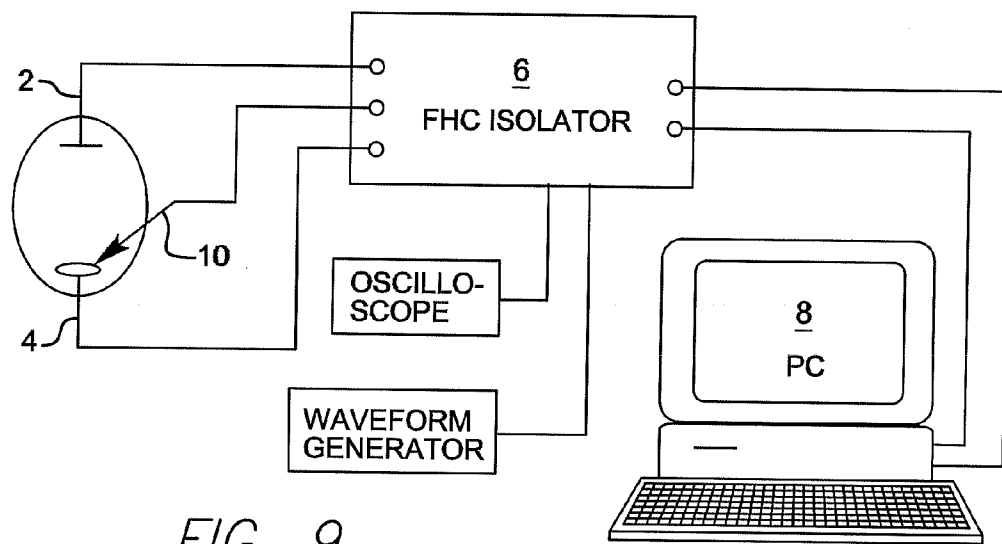 2
6
FHC ISOLATOR
10
4
OSCILLO-
SCOPE
8
PC
WAVEFORM
GENERATOR
FIG. 9